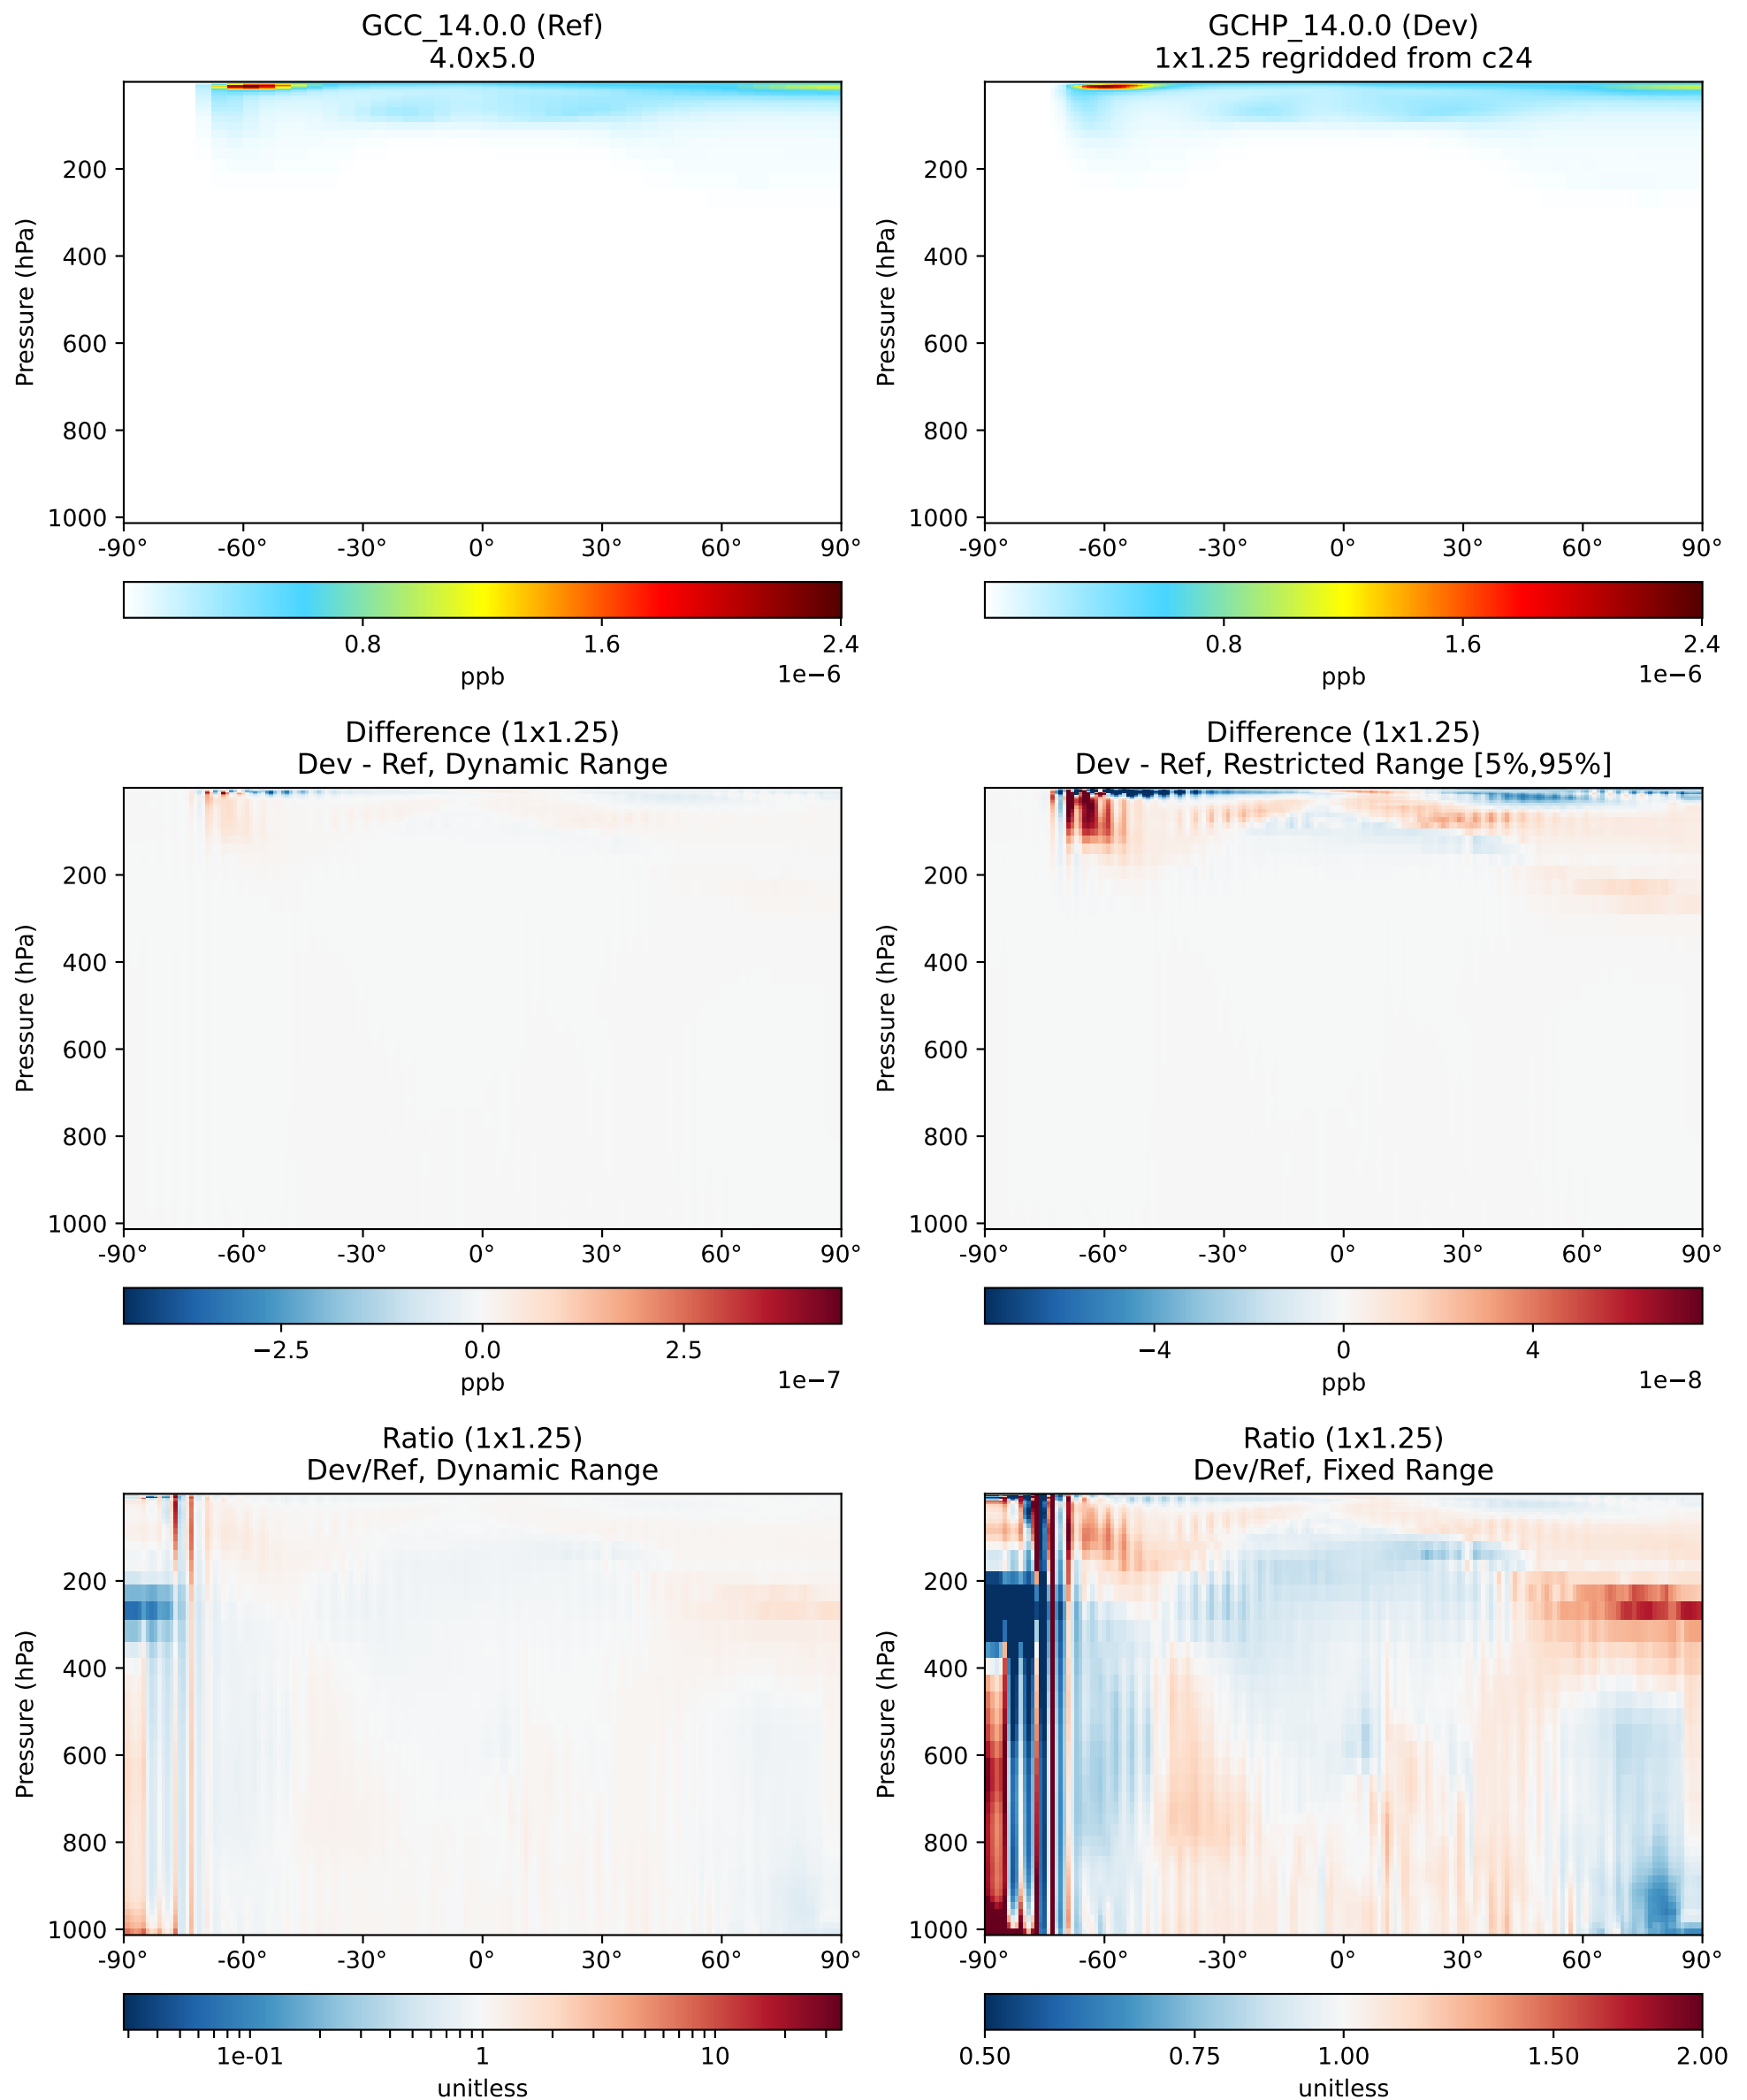 GCC_14.0.0 (Ref)
4.0x5.0
GCHP_14.0.0 (Dev)
1x1.25 regridded from c24
Pressure (hPa)
200
400
600
800
1000
-90° -60° -30° 0° 30° 60° 90°
Pressure (hPa)
200
400
600
800
1000
-90° -60° -30° 0° 30° 60° 90°
0.8 1.6 2.4
ppb 1e−6
0.8 1.6 2.4
ppb 1e−6
Difference (1x1.25)
Dev - Ref, Dynamic Range
Difference (1x1.25)
Dev - Ref, Restricted Range [5%,95%]
Pressure (hPa)
200
400
600
800
1000
-90° -60° -30° 0° 30° 60° 90°
Pressure (hPa)
200
400
600
800
1000
-90° -60° -30° 0° 30° 60° 90°
−2.5 0.0 2.5
ppb 1e−7
−4 0 4
ppb 1e−8
Ratio (1x1.25)
Dev/Ref, Dynamic Range
Ratio (1x1.25)
Dev/Ref, Fixed Range
Pressure (hPa)
200
400
600
800
1000
-90° -60° -30° 0° 30° 60° 90°
Pressure (hPa)
200
400
600
800
1000
-90° -60° -30° 0° 30° 60° 90°
1e-01 1 10
unitless
0.50 0.75 1.00 1.50 2.00
unitless